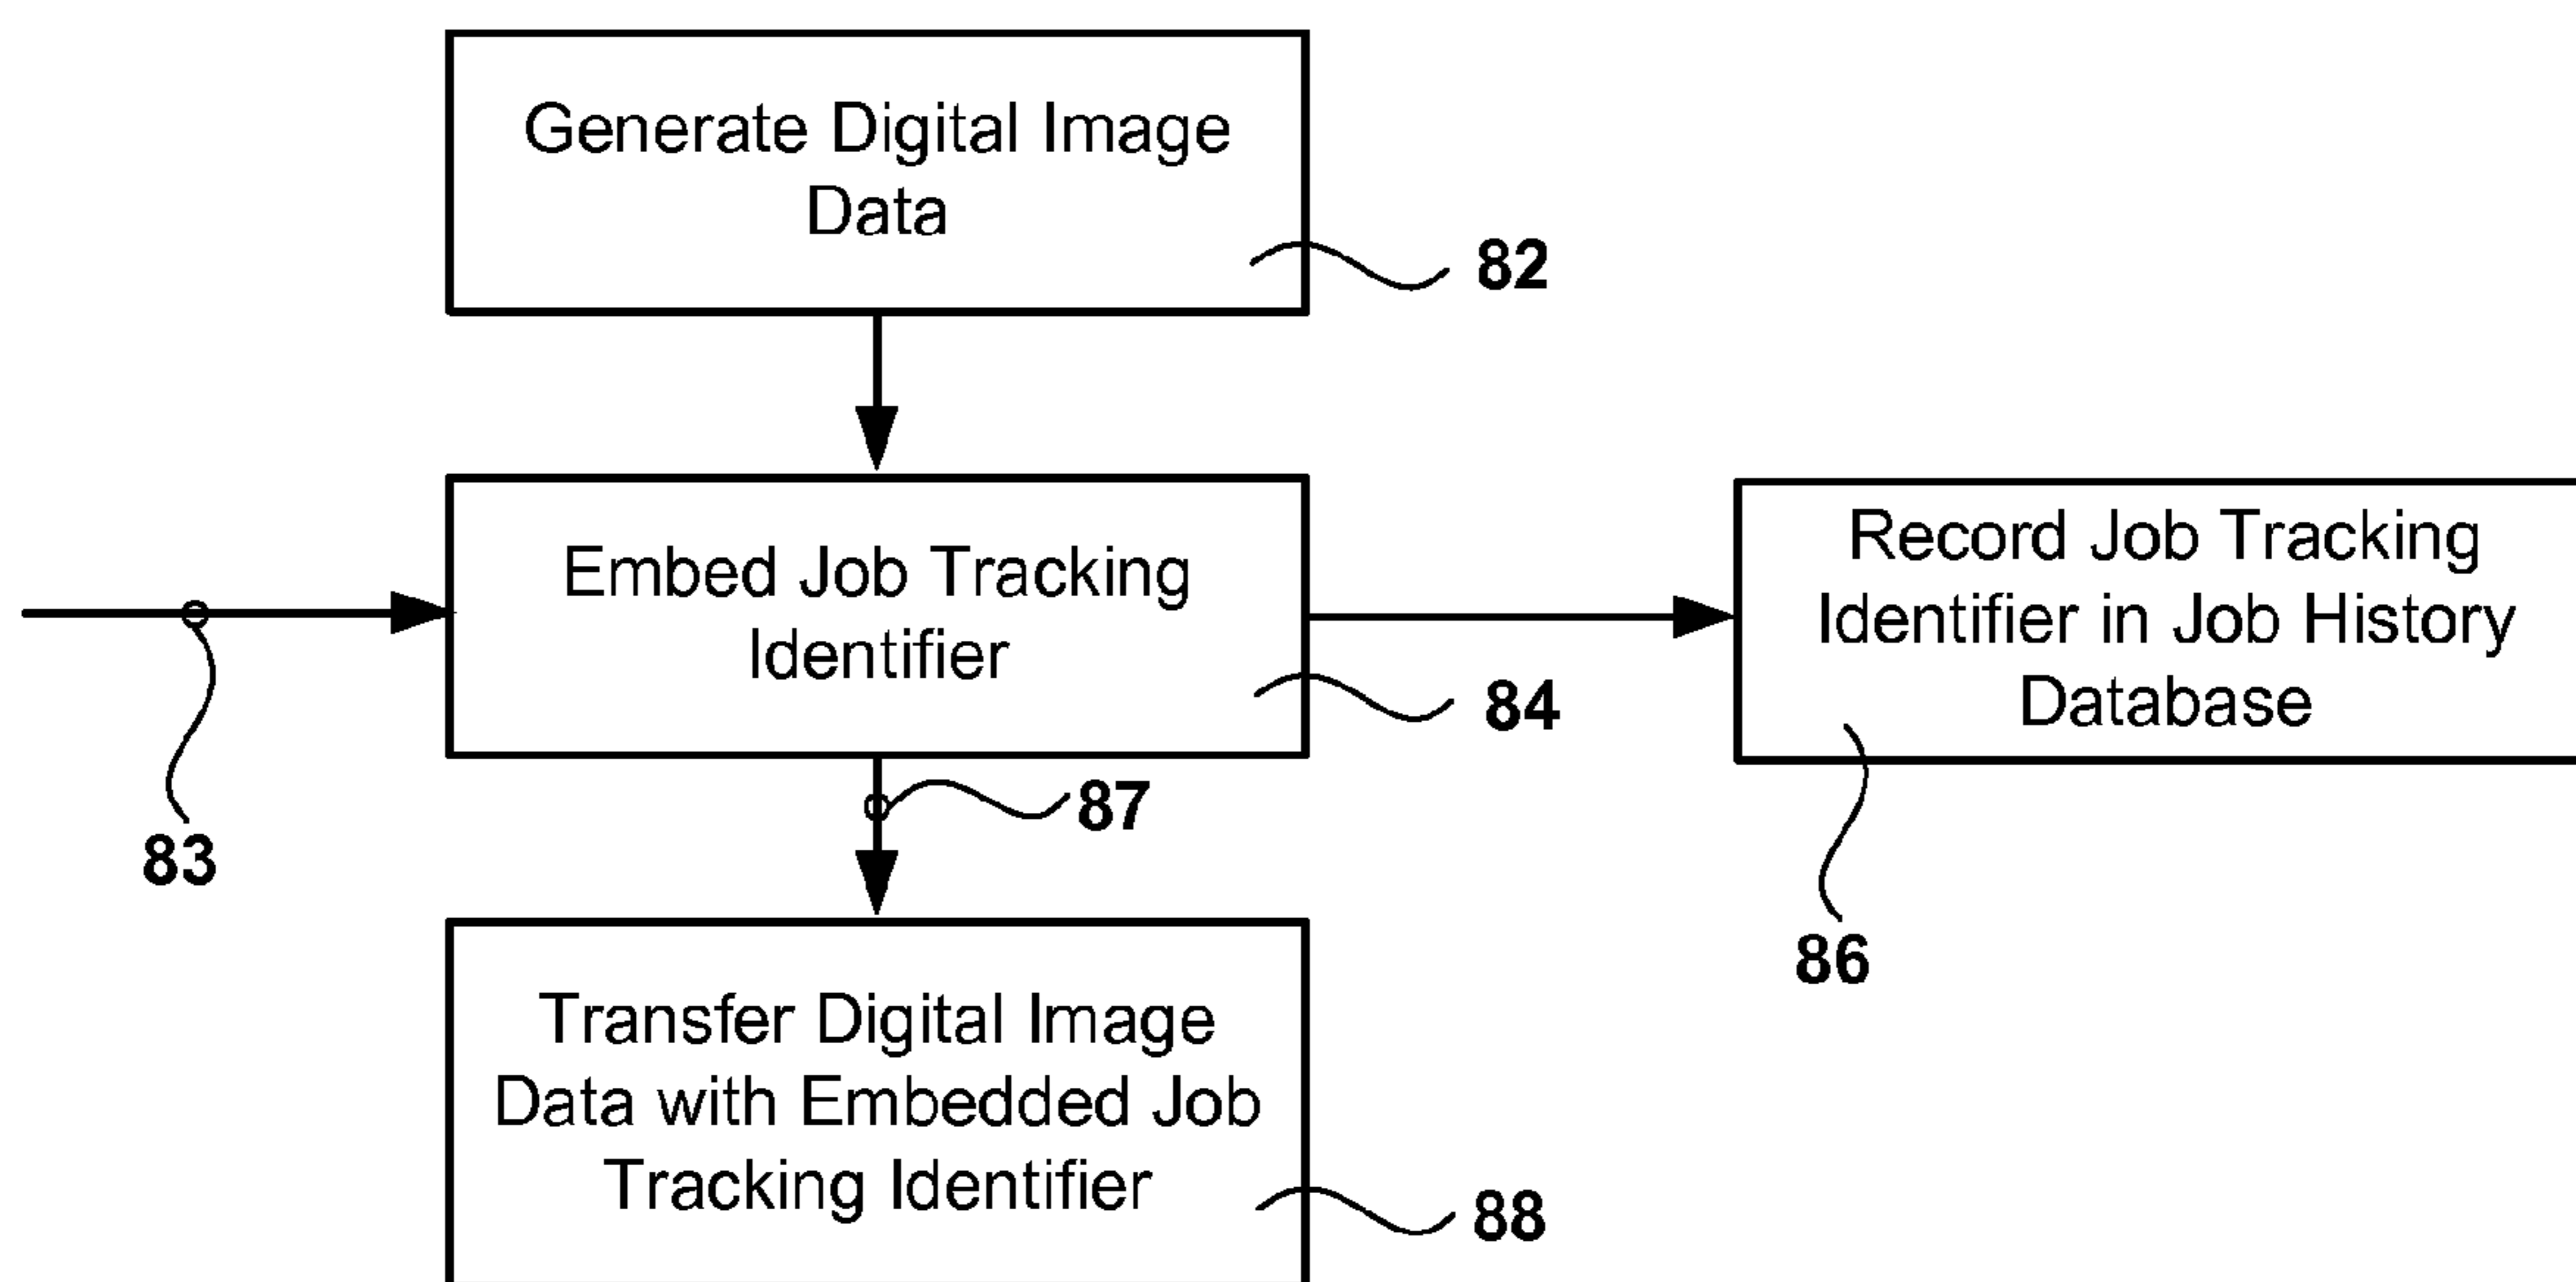 Generate Digital Image
Data
82
Embed Job Tracking
Identifier
84
Record Job Tracking
Identifier in Job History
Database
87
83
86
Transfer Digital Image
Data with Embedded Job
Tracking Identifier
88